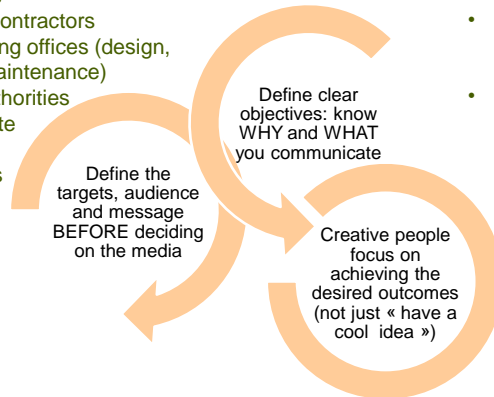 ontractors
ng offices (design,
aintenance)
thorities
te
s
Define clear
objectives: know
WHY and WHAT
you communicate
Define the
targets, audience
and message
BEFORE deciding
on the media
Creative people
focus on
achieving the
desired outcomes
(not just « have a
cool idea »)